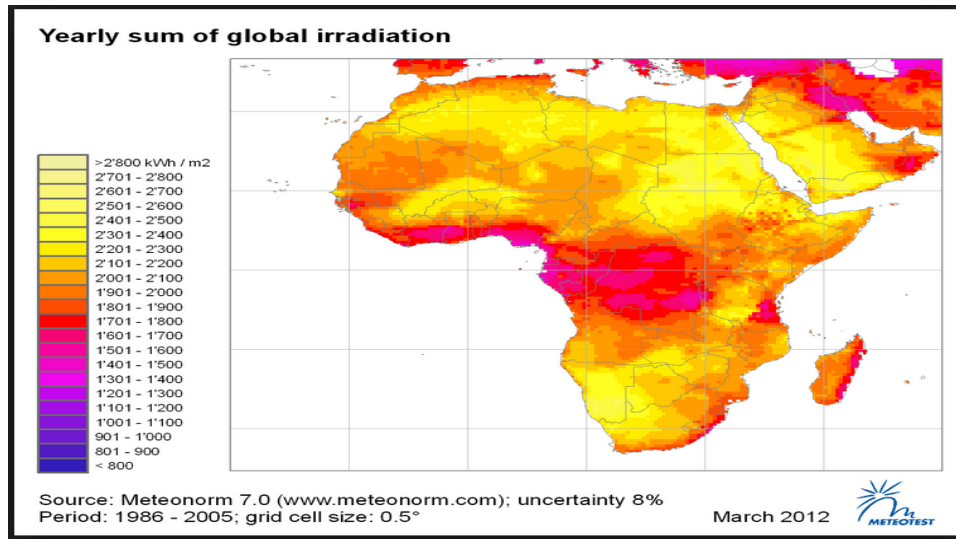 Yearly sum of global irradiation
>2'800 kWh / m2
2'701 - 2'800
2'601 - 2'700
2'501 - 2'600
2'401 - 2'500
2'301 - 2'400
2'201 - 2'300
2'101 - 2'200
2'001 - 2'100
1'901 - 2'000
1'801 - 1'900
1'701 - 1'800
1'601 - 1'700
1'501 - 1'600
1'401 - 1'500
1'301 - 1'400
1'201 - 1'300
1'101 - 1'200
1'001 - 1'100
901 - 1'000
801 - 900
< 800
Source: Meteonorm 7.0 (www.meteonorm.com); uncertainty 8%
Period: 1986 - 2005; grid cell size: 0.5°
March 2012
METEOTEST